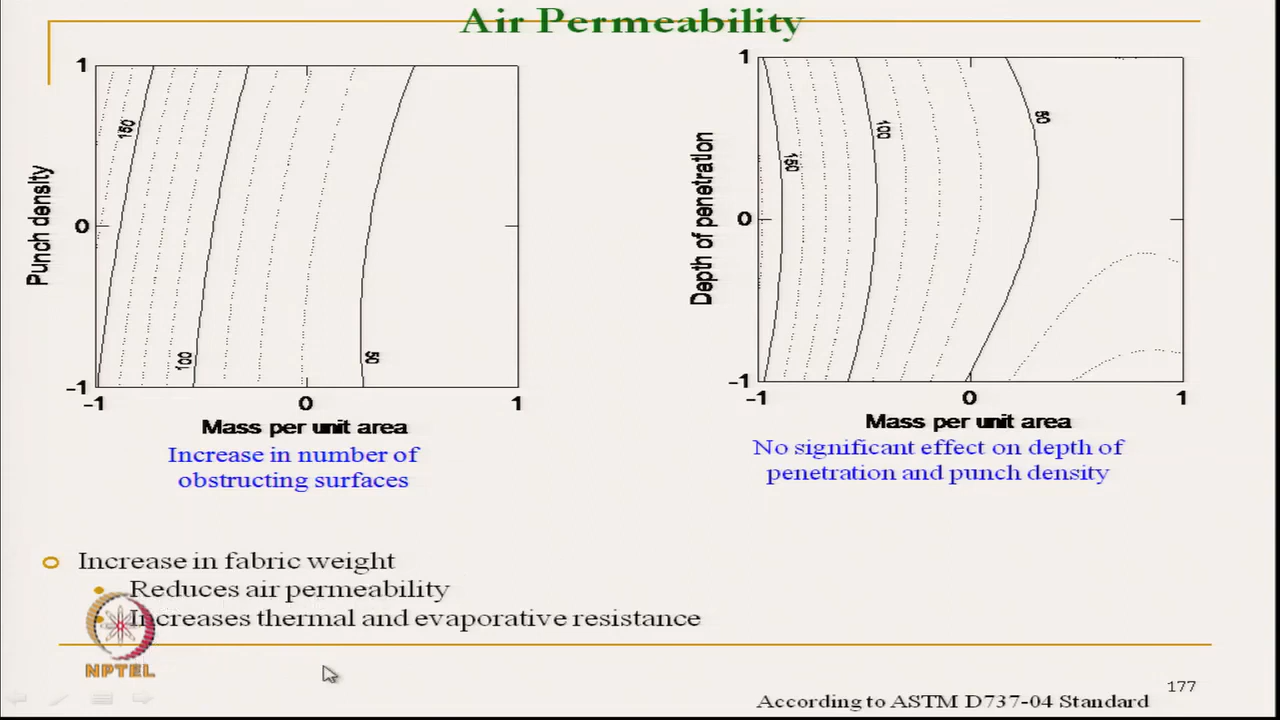 Air Permeability
1
150
Punch density
0
100
50
-1
-1
0
1
Mass per unit area
Increase in number of
obstructing surfaces
1
50
100
150
Depth of penetration
0
-1
-1
0
1
Mass per unit area
No significant effect on depth of
penetration and punch density
Increase in fabric weight
Reduces air permeability
Increases thermal and evaporative resistance
NPTEL
177
According to ASTM D737-04 Standard